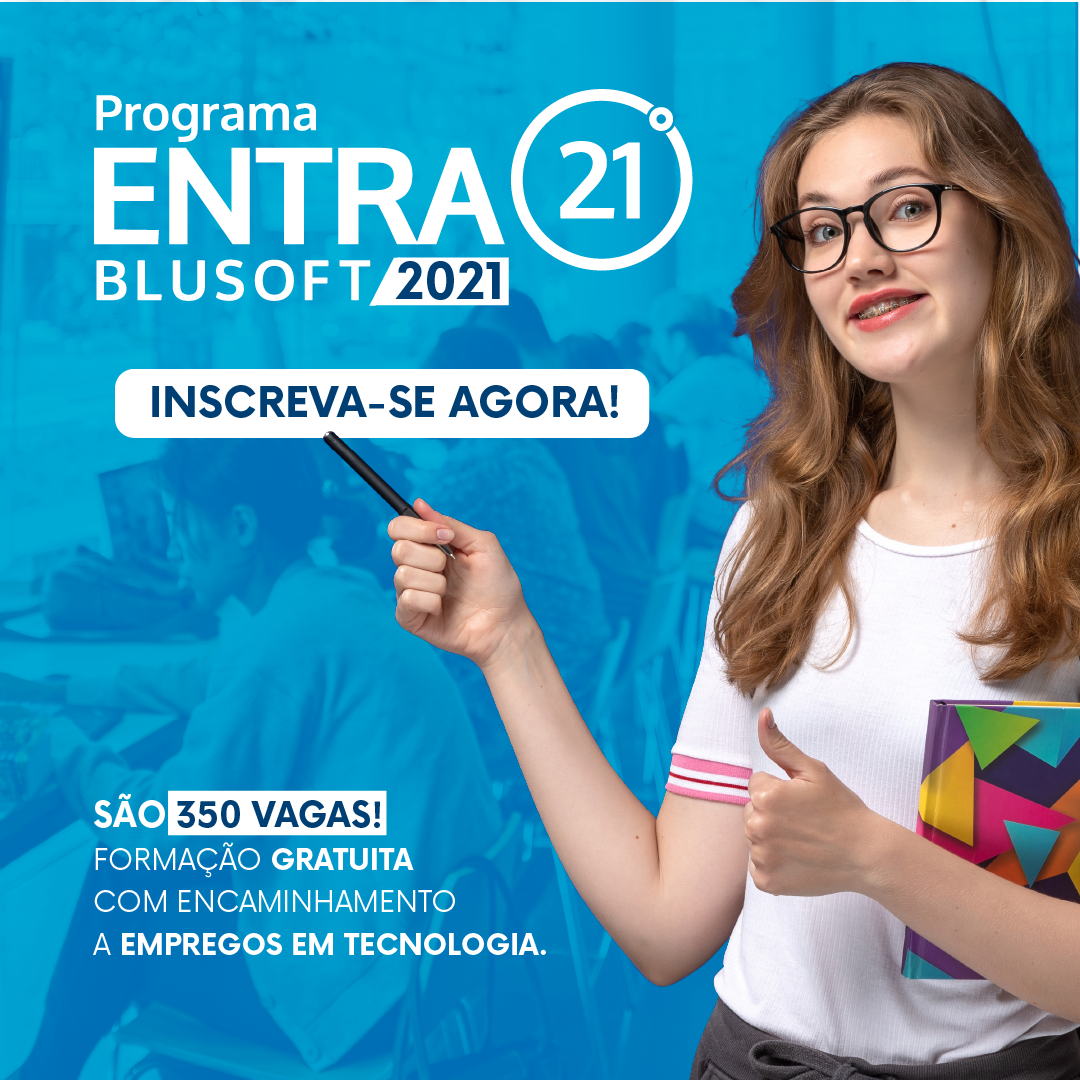 Programa
ENTRA 21
BLUSOFT 2021
INSCREVA-SE AGORA!
SÃO 350 VAGAS!
FORMAÇÃO GRATUITA
COM ENCAMINHAMENTO
A EMPREGOS EM TECNOLOGIA.